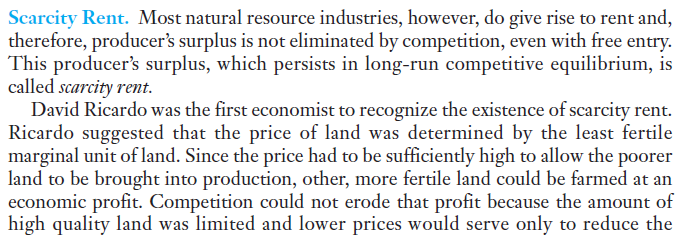 Scarcity Rent. Most natural resource industries, however, do give rise to rent and,
therefore, producer’s surplus is not eliminated by competition, even with free entry.
This producer’s surplus, which persists in long-run competitive equilibrium, is
called scarcity rent.
David Ricardo was the first economist to recognize the existence of scarcity rent.
Ricardo suggested that the price of land was determined by the least fertile
marginal unit of land. Since the price had to be sufficiently high to allow the poorer
land to be brought into production, other, more fertile land could be farmed at an
economic profit. Competition could not erode that profit because the amount of
high quality land was limited and lower prices would serve only to reduce the